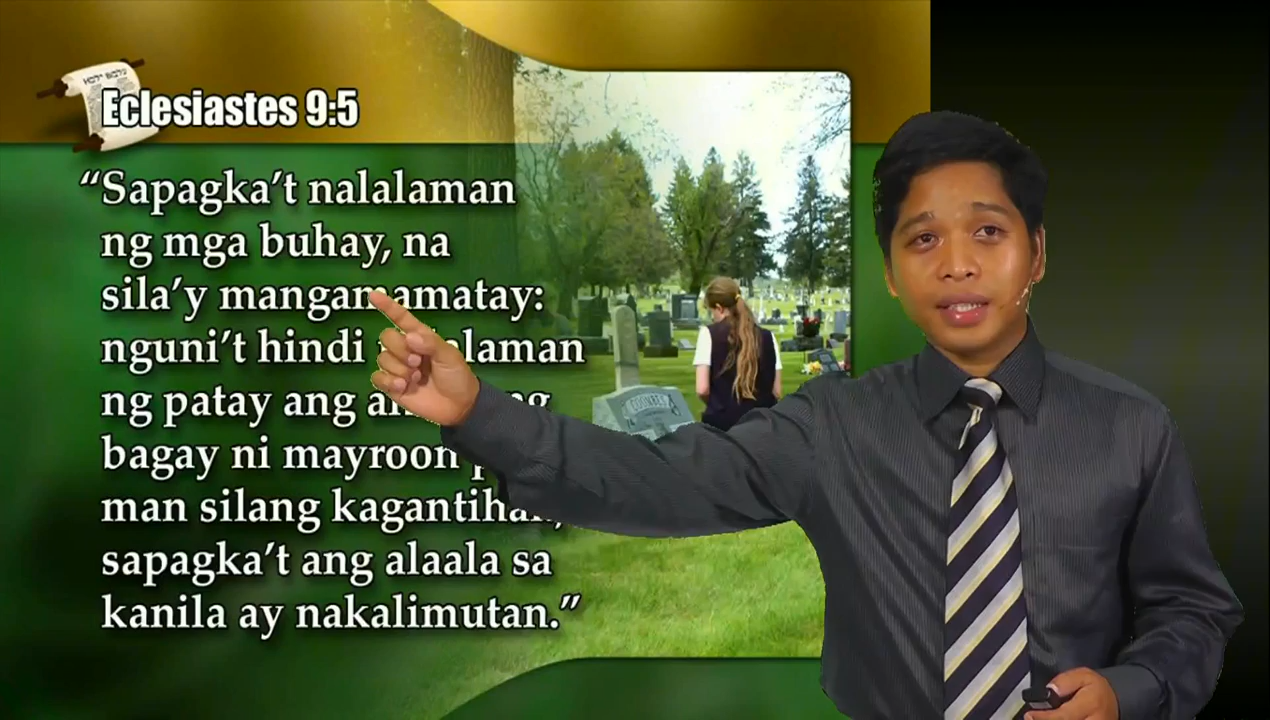 Eclesiastes 9:5
“Sapagka’t nalalaman
ng mga buhay, na
sila’y mangamamatay:
nguni’t hindi
ng patay ang
bagay ni mayroon
man silang kagantihan,
sapagka’t ang alaala sa
kanila ay nakalimutan.”